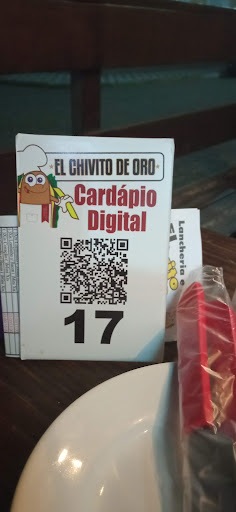 EL CHIVITO DE ORO
Cardápio
Digital
17
Lancheria e